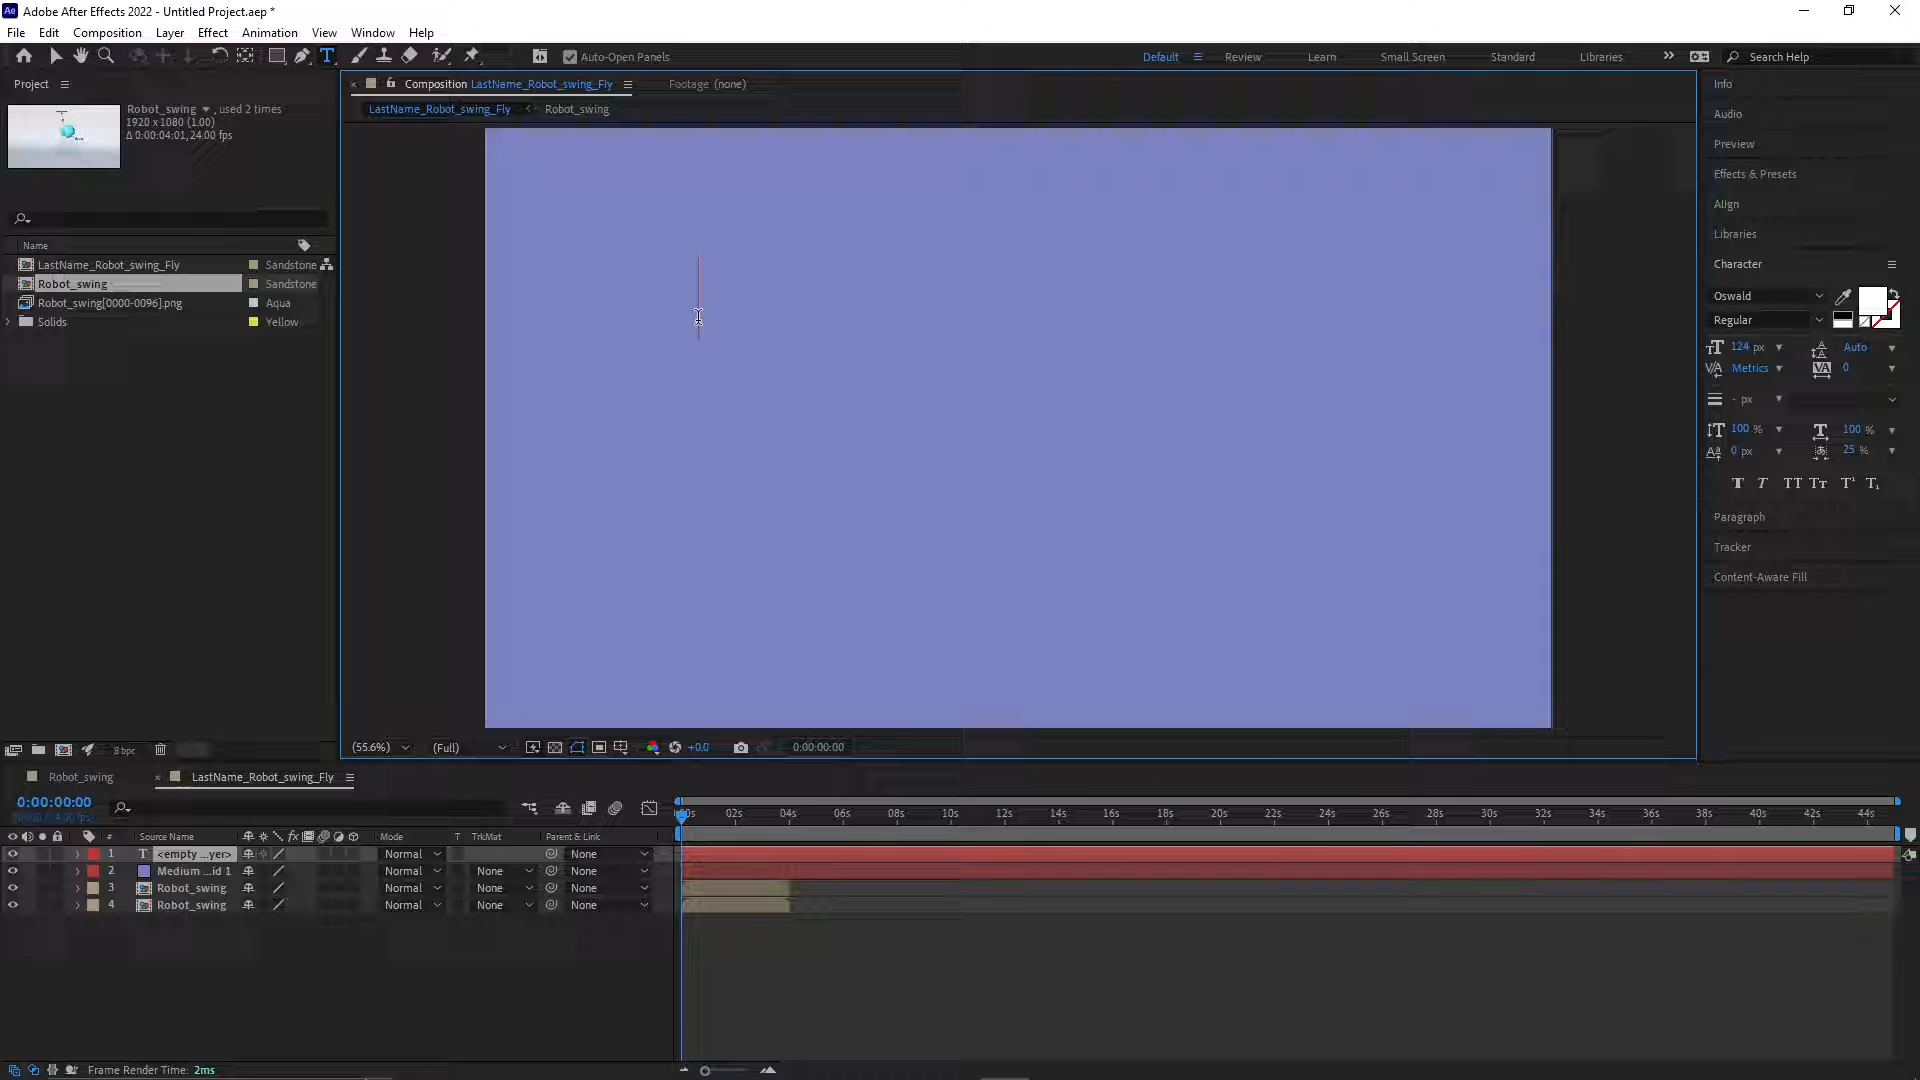 Adobe After Effects 2022 - Untitled Project.aep *
File Edit Composition Layer Effect Animation View Window Help
Auto-Open Panels
Default Review Learn Small Screen Standard Libraries Search Help
Project
Robot_swing , used 2 times
1920 x 1080 (1.00)
Δ 0:00:04:01, 24.00 fps
Name
LastName_Robot_swing_Fly Sandstone
Robot_swing Sandstone
Robot_swing[0000-0096].png Aqua
Solids Yellow
8 bpc
Composition LastName_Robot_swing_Fly
Footage (none)
LastName_Robot_swing_Fly Robot_swing
(55.6%) (Full) +0.0 0:00:00:00
Info
Audio
Preview
Effects & Presets
Align
Libraries
Character
Oswald
Regular
124 px Auto
Metrics 0
- px
100 % 100 %
0 px 25 %
Paragraph
Tracker
Content-Aware Fill
Robot_swing LastName_Robot_swing_Fly
0:00:00:00
02s 04s 06s 08s 10s 12s 14s 16s 18s 20s 22s 24s 26s 28s 30s 32s 34s 36s 38s 40s 42s 44s
# Source Name Mode T TrkMat Parent & Link
1 <empty ...yer> Normal None
2 Medium ...id 1 Normal None None
3 Robot_swing Normal None None
4 Robot_swing Normal None None
Frame Render Time: 2ms